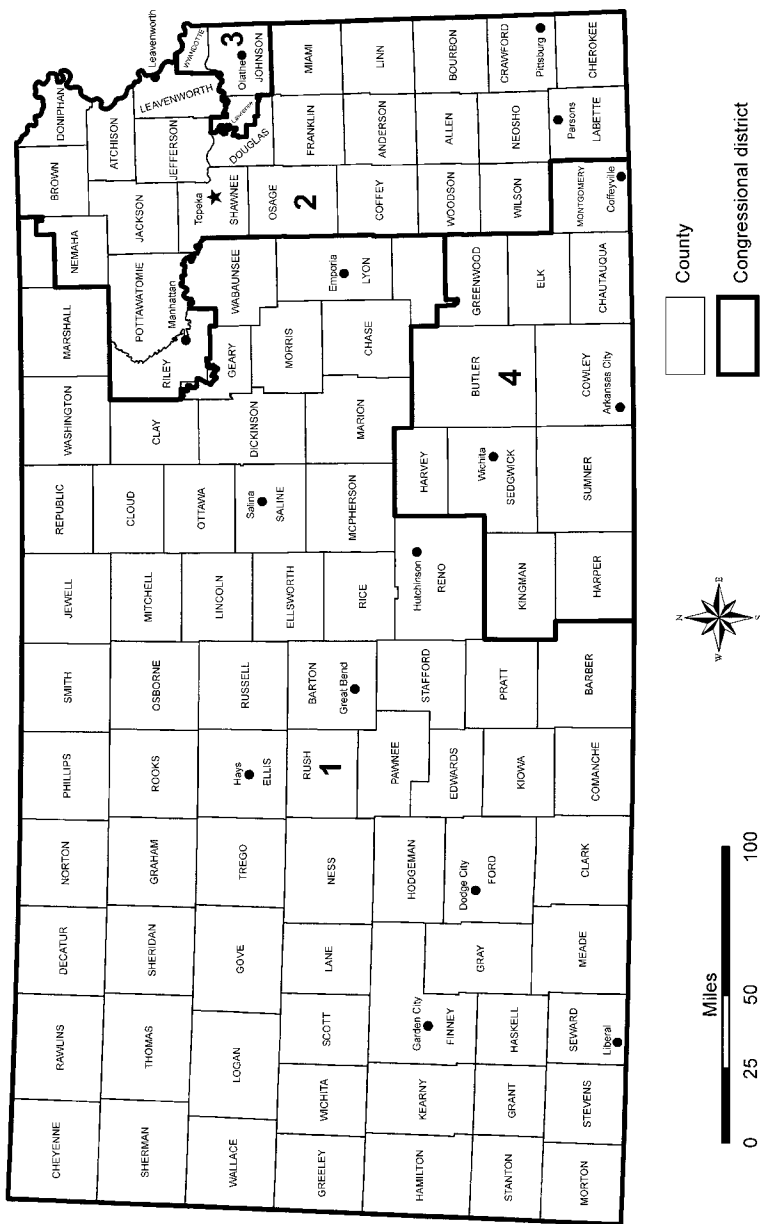 CHEYENNE
RAWLINS
DECATUR
NORTON
PHILLIPS
SMITH
JEWELL
REPUBLIC
WASHINGTON
MARSHALL
NEMAHA
BROWN
DONIPHAN
SHERMAN
THOMAS
SHERIDAN
GRAHAM
ROOKS
OSBORNE
MITCHELL
CLOUD
CLAY
RILEY
POTTAWATOMIE
Manhattan
JACKSON
ATCHISON
JEFFERSON
LEAVENWORTH
Leavenworth
WYANDOTTE
WALLACE
LOGAN
GOVE
TREGO
Hays
ELLIS
RUSSELL
LINCOLN
OTTAWA
Salina
SALINE
DICKINSON
GEARY
WABAUNSEE
Topeka
SHAWNEE
DOUGLAS
Lawrence
3
Olathe
JOHNSON
GREELEY
WICHITA
SCOTT
LANE
NESS
RUSH
1
BARTON
Great Bend
ELLSWORTH
RICE
MCPHERSON
MARION
MORRIS
CHASE
Emporia
LYON
OSAGE
2
COFFEY
FRANKLIN
ANDERSON
MIAMI
LINN
HAMILTON
KEARNY
Garden City
FINNEY
GRAY
HODGEMAN
Dodge City
FORD
PAWNEE
EDWARDS
STAFFORD
PRATT
KIOWA
Hutchinson
RENO
HARVEY
Wichita
SEDGWICK
BUTLER
4
GREENWOOD
WOODSON
WILSON
ALLEN
NEOSHO
BOURBON
CRAWFORD
Pittsburg
STANTON
GRANT
HASKELL
MORTON
STEVENS
SEWARD
Liberal
MEADE
CLARK
COMANCHE
BARBER
KINGMAN
HARPER
SUMNER
COWLEY
Arkansas City
ELK
CHAUTAUQUA
MONTGOMERY
Coffeyville
Parsons
LABETTE
CHEROKEE
Miles
0
25
50
100
N
W
E
S
County
Congressional district